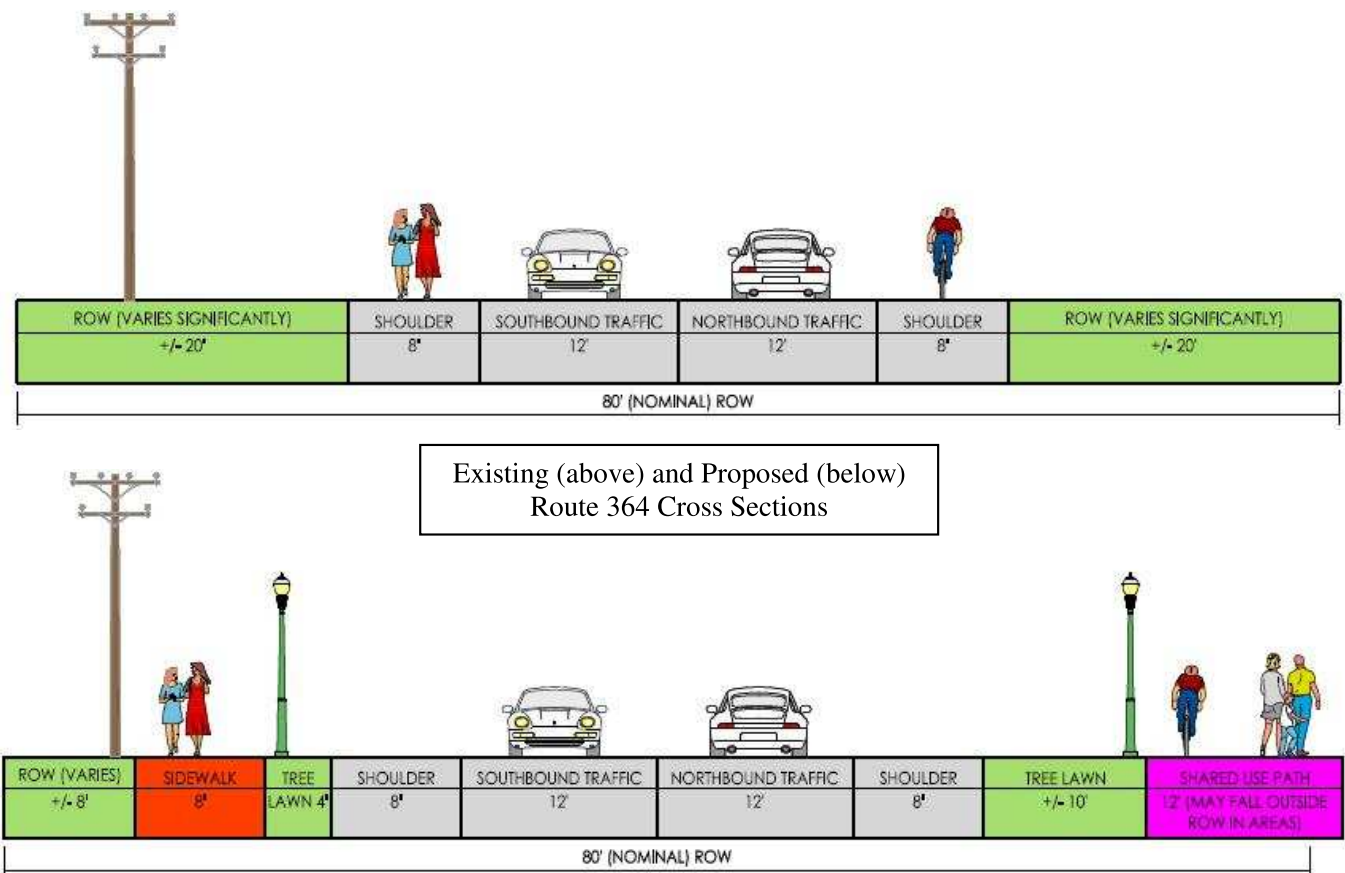 ROW (VARIES SIGNIFICANTLY)
+/- 20'
SHOULDER
8'
SOUTHBOUND TRAFFIC
12'
NORTHBOUND TRAFFIC
12'
SHOULDER
8'
ROW (VARIES SIGNIFICANTLY)
+/- 20'
80' (NOMINAL) ROW
Existing (above) and Proposed (below)
Route 364 Cross Sections
ROW (VARIES)
+/- 8'
SIDEWALK
8'
TREE
LAWN 4'
SHOULDER
8'
SOUTHBOUND TRAFFIC
12'
NORTHBOUND TRAFFIC
12'
SHOULDER
8'
TREE LAWN
+/- 10'
SHARED USE PATH
12' (MAY FALL OUTSIDE
ROW IN AREAS)
80' (NOMINAL) ROW